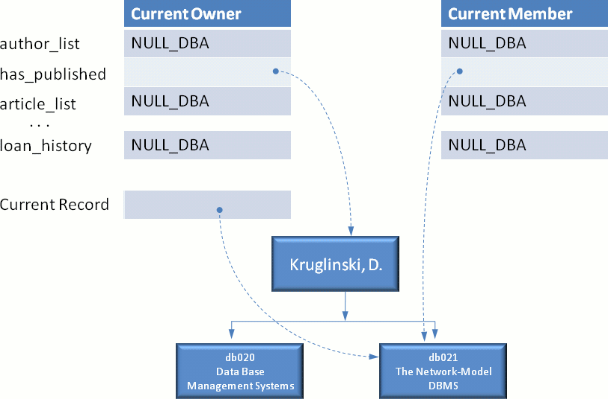 Current Owner Current Member
author_list NULL_DBA NULL_DBA
has_published
article_list NULL_DBA NULL_DBA
...
loan_history NULL_DBA NULL_DBA
Current Record
Kruglinski, D.
db020
Data Base
Management Systems
db021
The Network-Model
DBMS